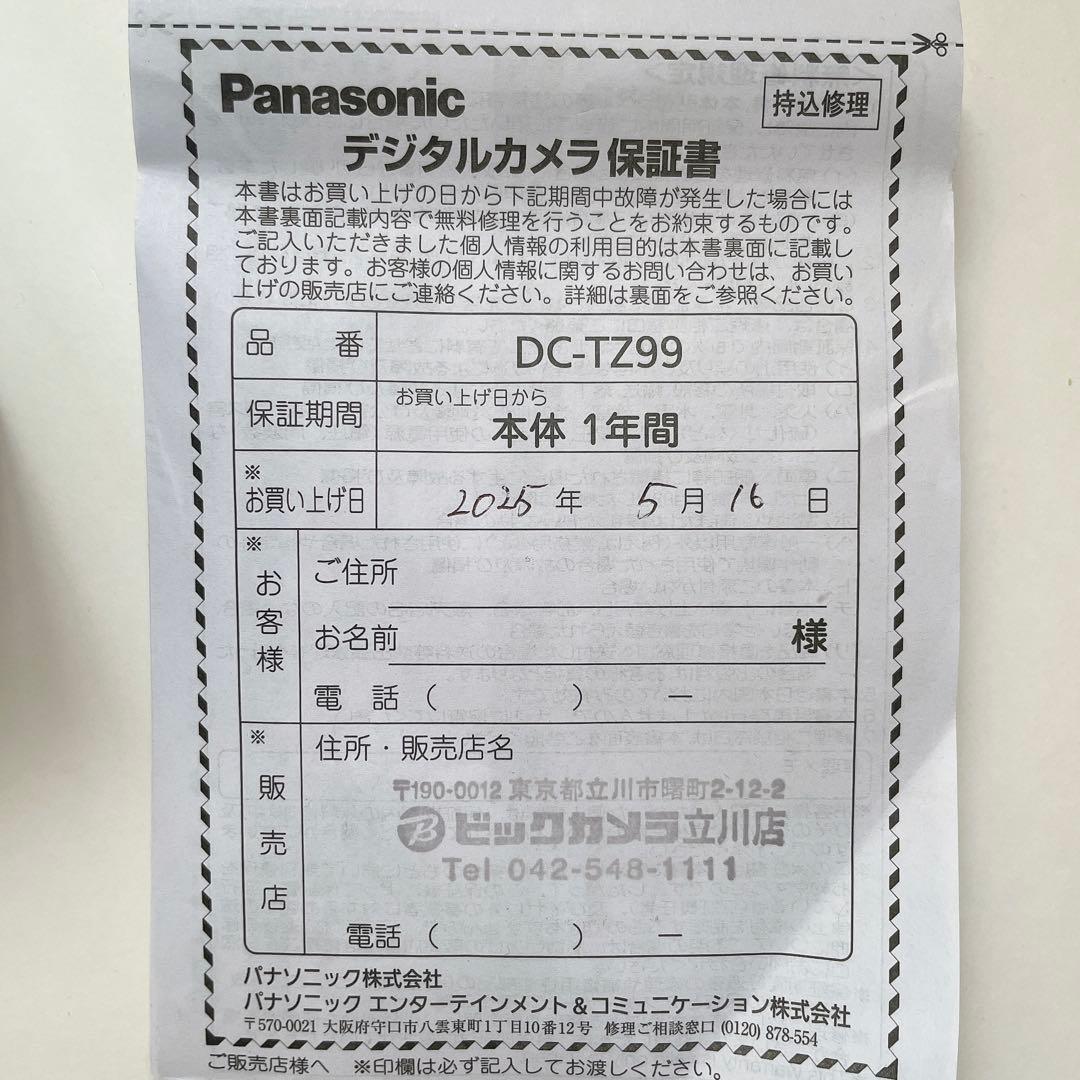 Panasonic
持込修理
デジタルカメラ保証書
本書はお買い上げの日から下記期間中故障が発生した場合には
本書裏面記載内容で無料修理を行うことをお約束するものです。
ご記入いただきました個人情報の利用目的は本書裏面に記載し
ております。お客様の個人情報に関するお問い合わせは、お買い
上げの販売店にご連絡ください。詳細は裏面をご参照ください。
品 番 DC-TZ99
保証期間 お買い上げ日から
本体 1年間
※
お買い上げ日 2025年 5月 16日
※
お客様
ご住所
お名前 様
電話 ( ) ー
※
販売店
住所・販売店名
〒190-0012 東京都立川市曙町2-12-2
B ビックカメラ立川店
Tel 042-548-1111
電話 ( ) ー
パナソニック株式会社
パナソニック エンターテインメント&コミュニケーション株式会社
〒570-0021 大阪府守口市八雲東町1丁目10番12号 修理ご相談窓口 (0120) 878-554
ご販売店様へ ※印欄は必ず記入してお渡しください。